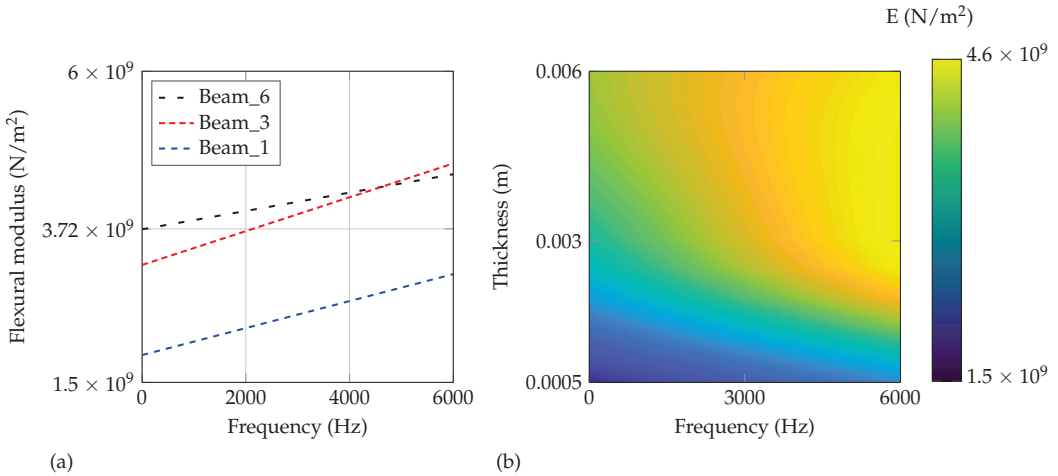 E (N/m²)
6 × 10⁹
3.72 × 10⁹
1.5 × 10⁹
Flexural modulus (N/m²)
Beam_6
Beam_3
Beam_1
0
2000
4000
6000
Frequency (Hz)
(a)
0.006
0.003
0.0005
Thickness (m)
0
3000
6000
Frequency (Hz)
(b)
4.6 × 10⁹
1.5 × 10⁹